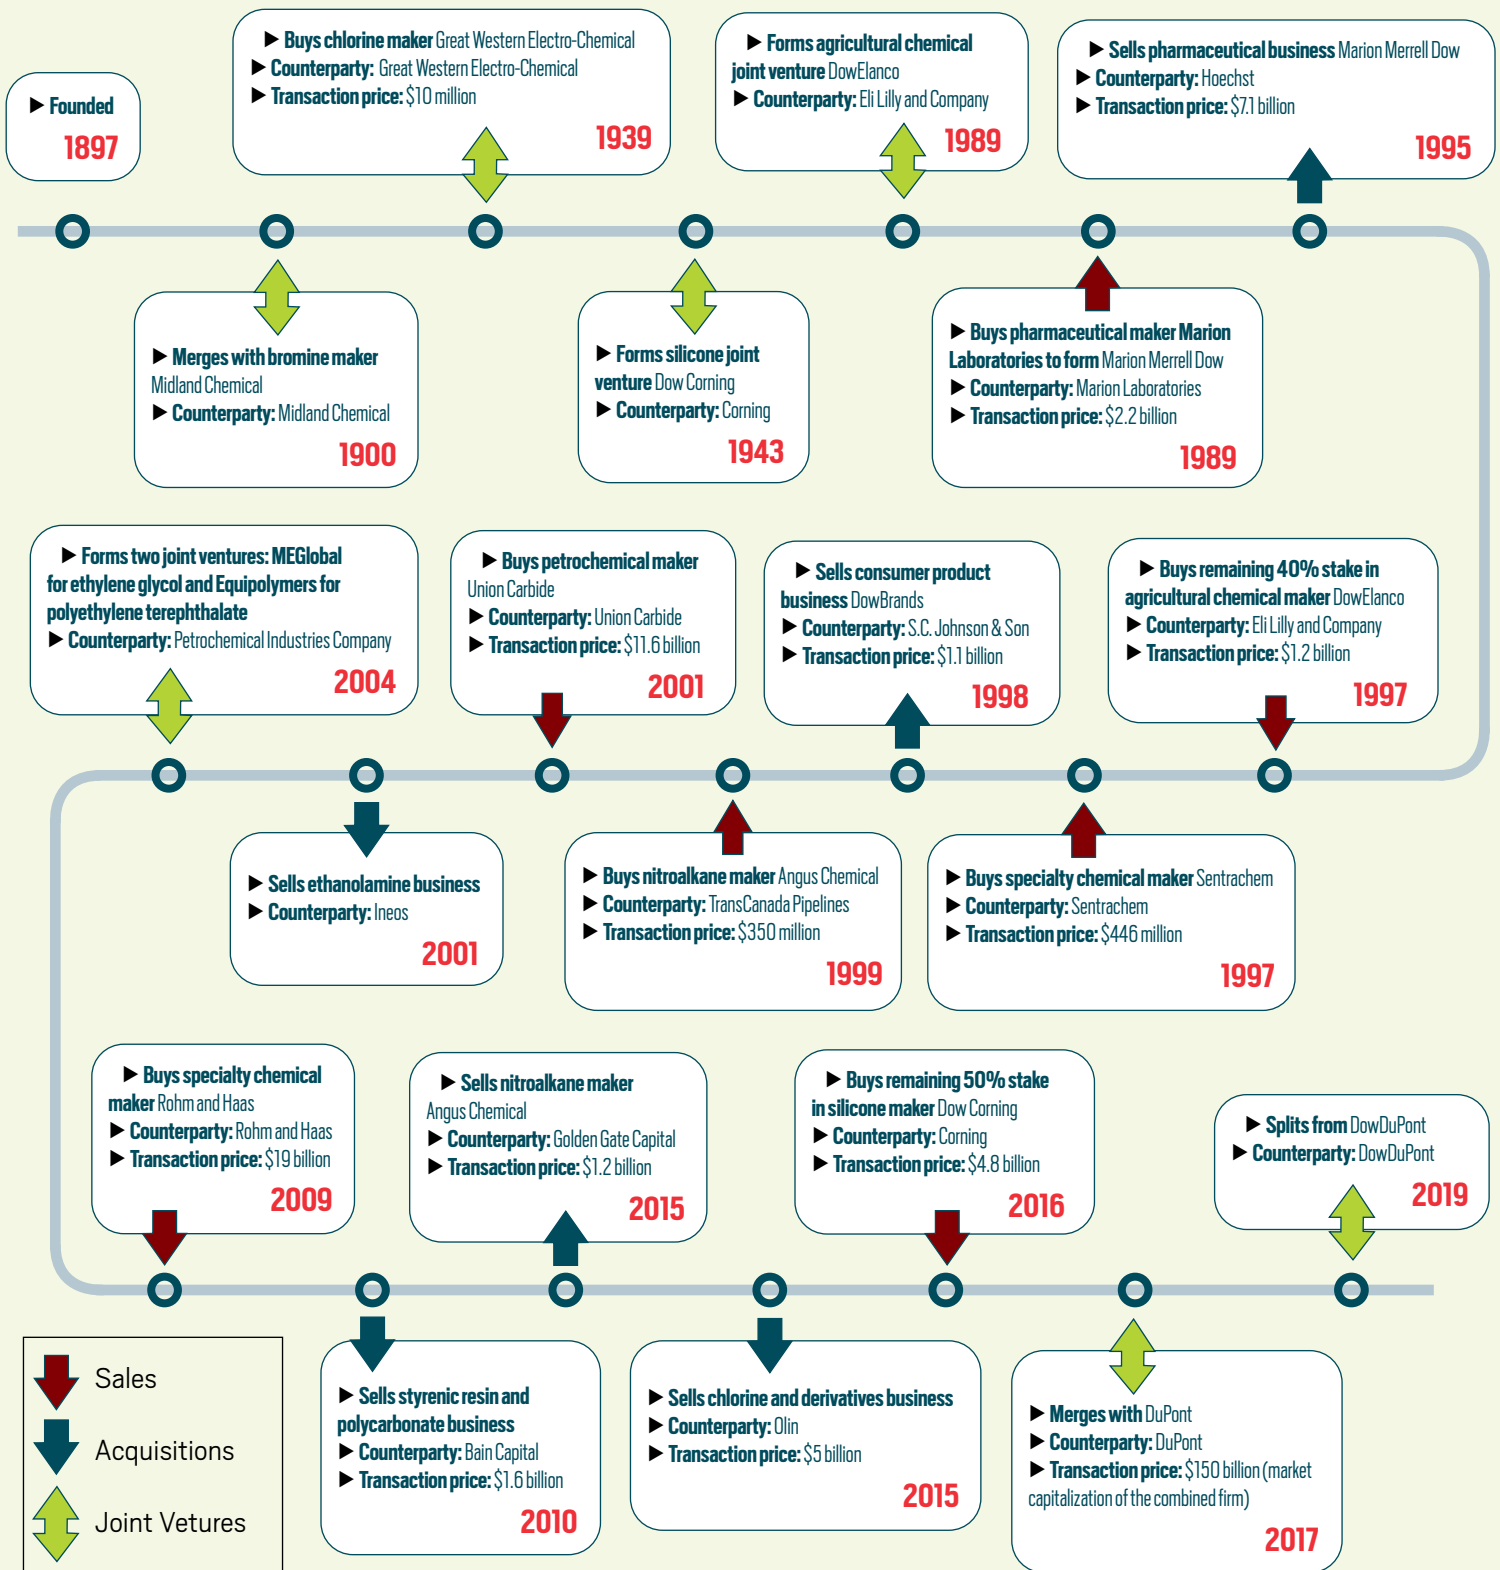 ▶ Founded
1897
▶ Merges with bromine maker
Midland Chemical
▶ Counterparty: Midland Chemical
1900
▶ Buys chlorine maker Great Western Electro-Chemical
▶ Counterparty: Great Western Electro-Chemical
▶ Transaction price: $10 million
1939
▶ Forms silicone joint
venture Dow Corning
▶ Counterparty: Corning
1943
▶ Forms agricultural chemical
joint venture DowElanco
▶ Counterparty: Eli Lilly and Company
1989
▶ Buys pharmaceutical maker Marion
Laboratories to form Marion Merrell Dow
▶ Counterparty: Marion Laboratories
▶ Transaction price: $2.2 billion
1989
▶ Sells pharmaceutical business Marion Merrell Dow
▶ Counterparty: Hoechst
▶ Transaction price: $7.1 billion
1995
▶ Buys remaining 40% stake in
agricultural chemical maker DowElanco
▶ Counterparty: Eli Lilly and Company
▶ Transaction price: $1.2 billion
1997
▶ Buys specialty chemical maker Sentrachem
▶ Counterparty: Sentrachem
▶ Transaction price: $446 million
1997
▶ Sells consumer product
business DowBrands
▶ Counterparty: S.C. Johnson & Son
▶ Transaction price: $1.1 billion
1998
▶ Buys nitroalkane maker Angus Chemical
▶ Counterparty: TransCanada Pipelines
▶ Transaction price: $350 million
1999
▶ Buys petrochemical maker
Union Carbide
▶ Counterparty: Union Carbide
▶ Transaction price: $11.6 billion
2001
▶ Sells ethanolamine business
▶ Counterparty: Ineos
2001
▶ Forms two joint ventures: MEGlobal
for ethylene glycol and Equipolymers for
polyethylene terephthalate
▶ Counterparty: Petrochemical Industries Company
2004
▶ Buys specialty chemical
maker Rohm and Haas
▶ Counterparty: Rohm and Haas
▶ Transaction price: $19 billion
2009
▶ Sells styrenic resin and
polycarbonate business
▶ Counterparty: Bain Capital
▶ Transaction price: $1.6 billion
2010
▶ Sells nitroalkane maker
Angus Chemical
▶ Counterparty: Golden Gate Capital
▶ Transaction price: $1.2 billion
2015
▶ Sells chlorine and derivatives business
▶ Counterparty: Olin
▶ Transaction price: $5 billion
2015
▶ Buys remaining 50% stake
in silicone maker Dow Corning
▶ Counterparty: Corning
▶ Transaction price: $4.8 billion
2016
▶ Merges with DuPont
▶ Counterparty: DuPont
▶ Transaction price: $150 billion (market
capitalization of the combined firm)
2017
▶ Splits from DowDuPont
▶ Counterparty: DowDuPont
2019
Sales
Acquisitions
Joint Vetures